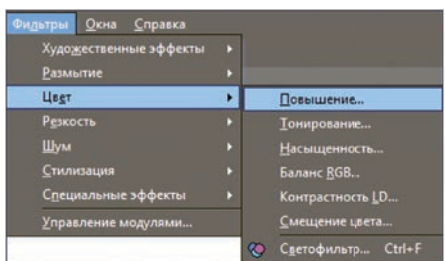 Фильтры Окна Справка
Художественные эффекты
Размытие
Цвет
Резкость
Шум
Стилизация
Специальные эффекты
Управление модулями...
Повышение...
Тонирование...
Насыщенность...
Баланс RGB..
Контрастность LD...
Смещение цвета...
Светофильтр... Ctrl+F